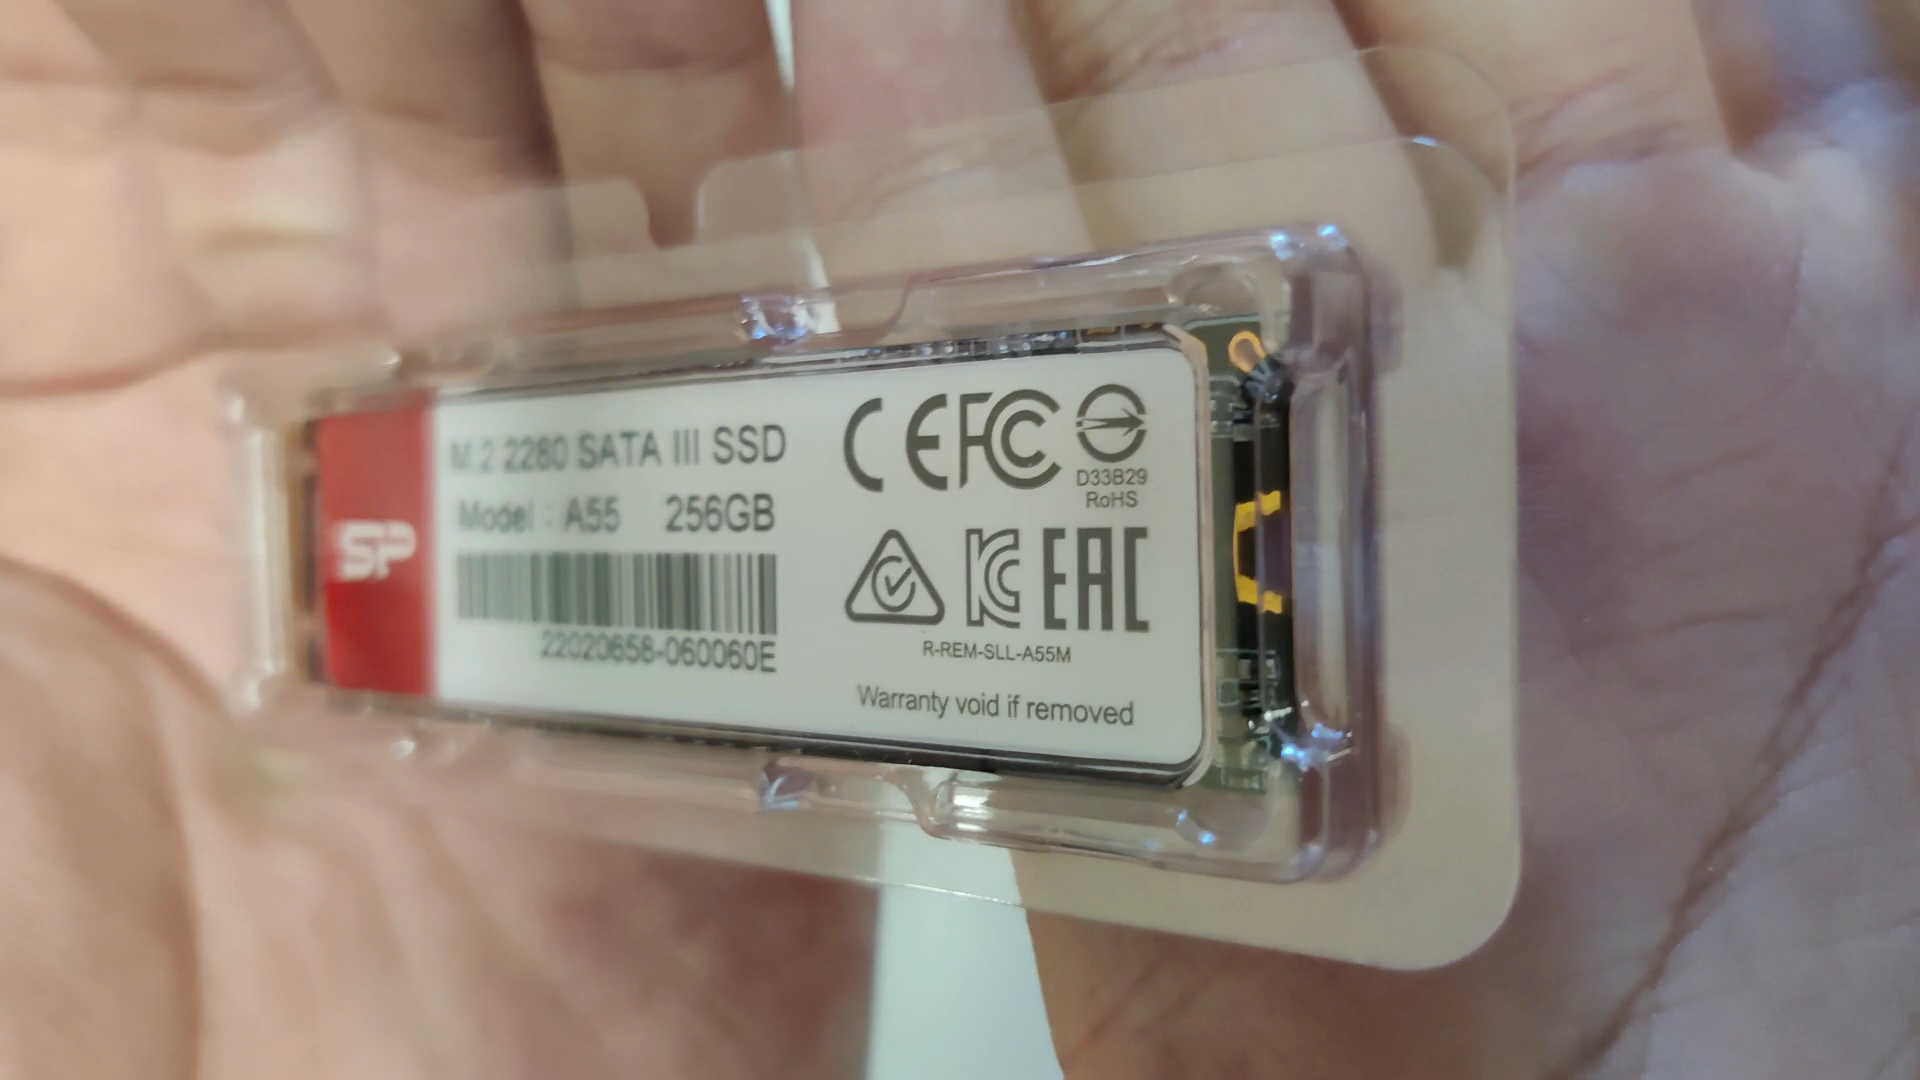 SP
M.2 2280 SATA III SSD
Model : A55 256GB
22020658-060060E
CE FC
D33B29
RoHS
KC EAC
R-REM-SLL-A55M
Warranty void if removed